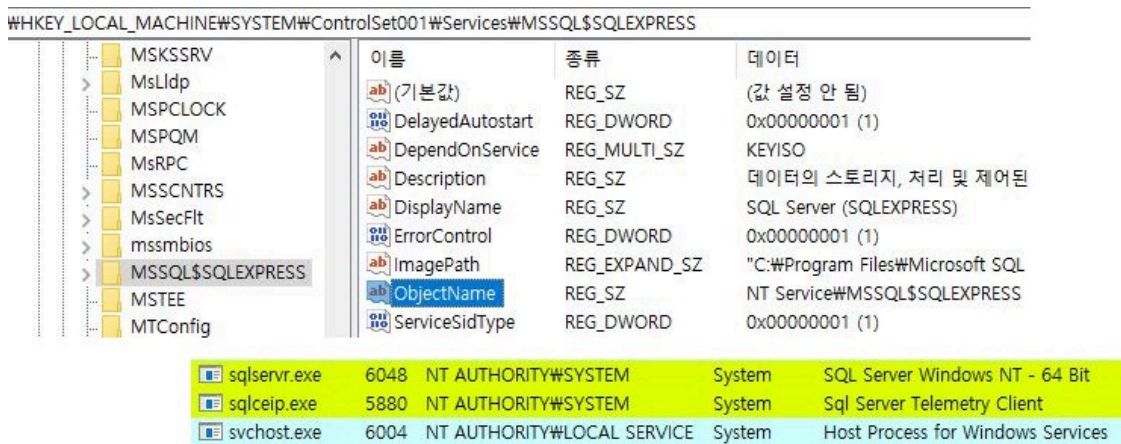 ₩HKEY_LOCAL_MACHINE₩SYSTEM₩ControlSet001₩Services₩MSSQL$SQLEXPRESS
MSKSSRV
MsLldp
MSPCLOCK
MSPQM
MsRPC
MSSCNTRS
MsSecFlt
mssmbios
MSSQL$SQLEXPRESS
MSTEE
MTConfig
이름 종류 데이터
(기본값) REG_SZ (값 설정 안 됨)
DelayedAutostart REG_DWORD 0x00000001 (1)
DependOnService REG_MULTI_SZ KEYISO
Description REG_SZ 데이터의 스토리지, 처리 및 제어된
DisplayName REG_SZ SQL Server (SQLEXPRESS)
ErrorControl REG_DWORD 0x00000001 (1)
ImagePath REG_EXPAND_SZ "C:₩Program Files₩Microsoft SQL
ObjectName REG_SZ NT Service₩MSSQL$SQLEXPRESS
ServiceSidType REG_DWORD 0x00000001 (1)
sqlservr.exe 6048 NT AUTHORITY₩SYSTEM System SQL Server Windows NT - 64 Bit
sqlceip.exe 5880 NT AUTHORITY₩SYSTEM System Sql Server Telemetry Client
svchost.exe 6004 NT AUTHORITY₩LOCAL SERVICE System Host Process for Windows Services